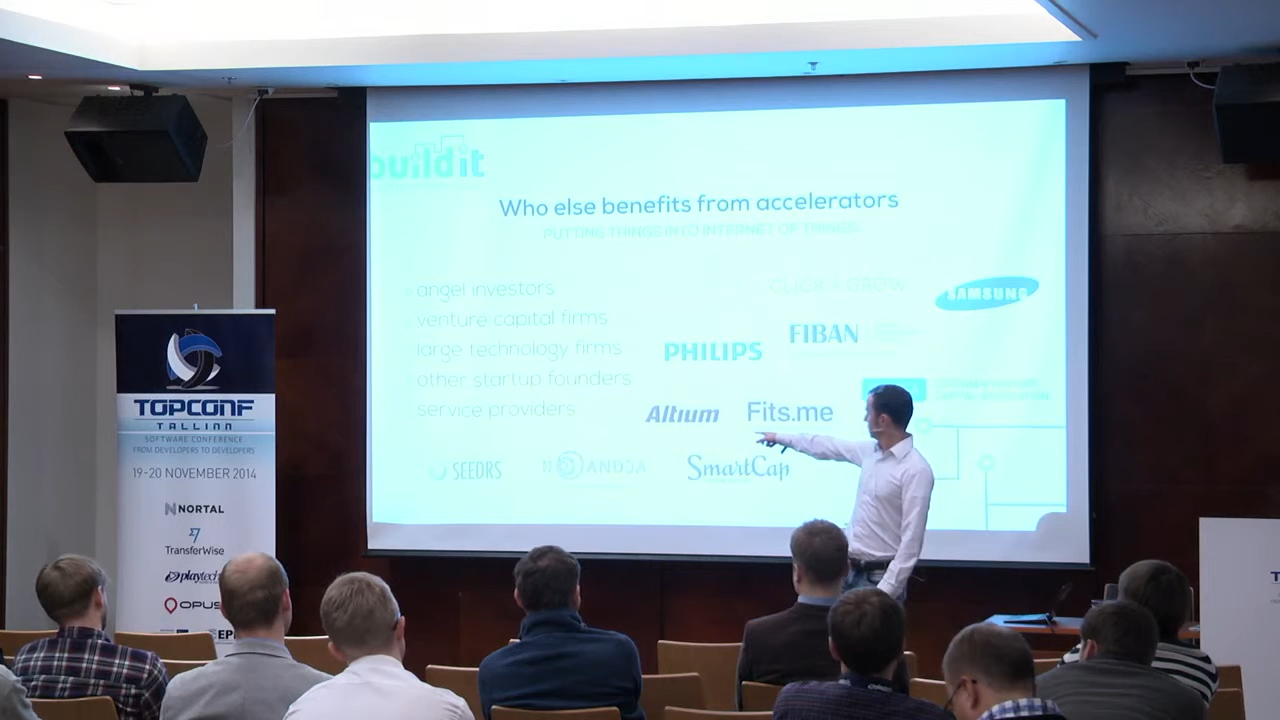 buildit
Who else benefits from accelerators
PUTTING THINGS INTO INTERNET OF THINGS
angel investors
venture capital firms
large technology firms
other startup founders
service providers
CLICK & GROW
SAMSUNG
FIBAN
PHILIPS
Altium
Fits.me
SEEDRS
SmartCap
TOPCONF
TALLINN
SOFTWARE CONFERENCE
FROM DEVELOPERS TO DEVELOPERS
19-20 NOVEMBER 2014
NORTAL
TransferWise
playtech
OPUS